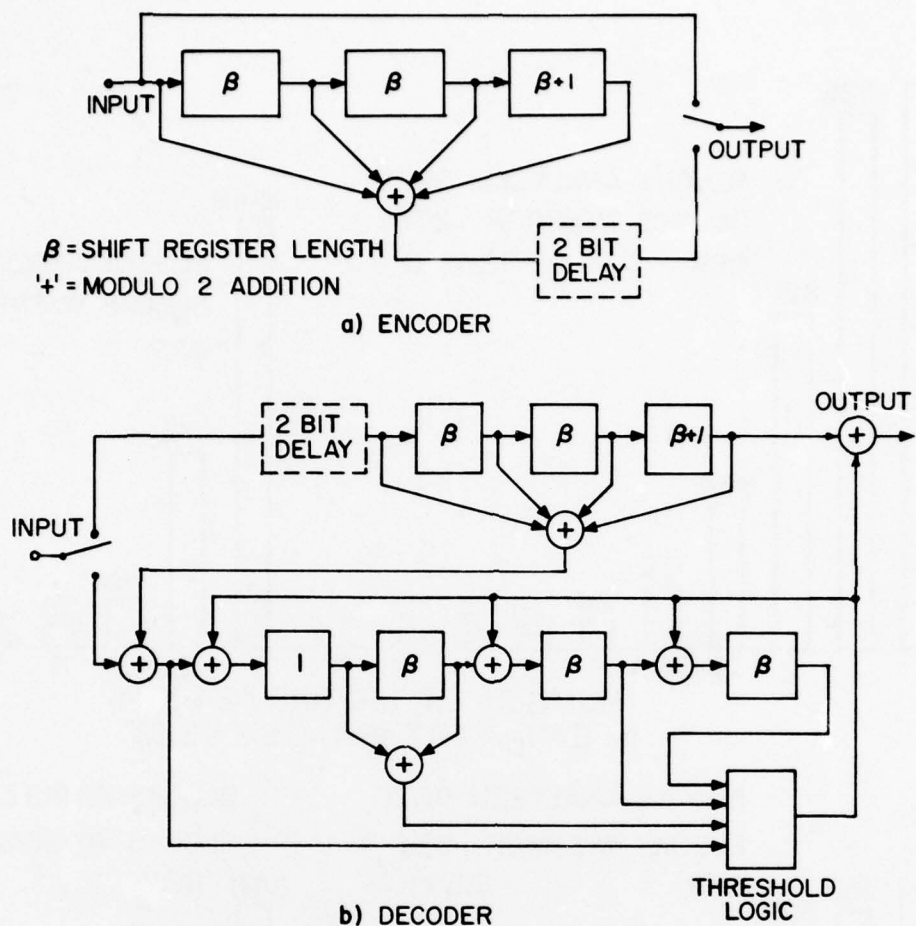 β
β
β+1
INPUT
OUTPUT
+
β = SHIFT REGISTER LENGTH
'+' = MODULO 2 ADDITION
2 BIT
DELAY
a) ENCODER
OUTPUT
2 BIT
DELAY
β
β
β+1
+
INPUT
+
+
+
1
β
+
β
+
β
+
THRESHOLD
LOGIC
b) DECODER